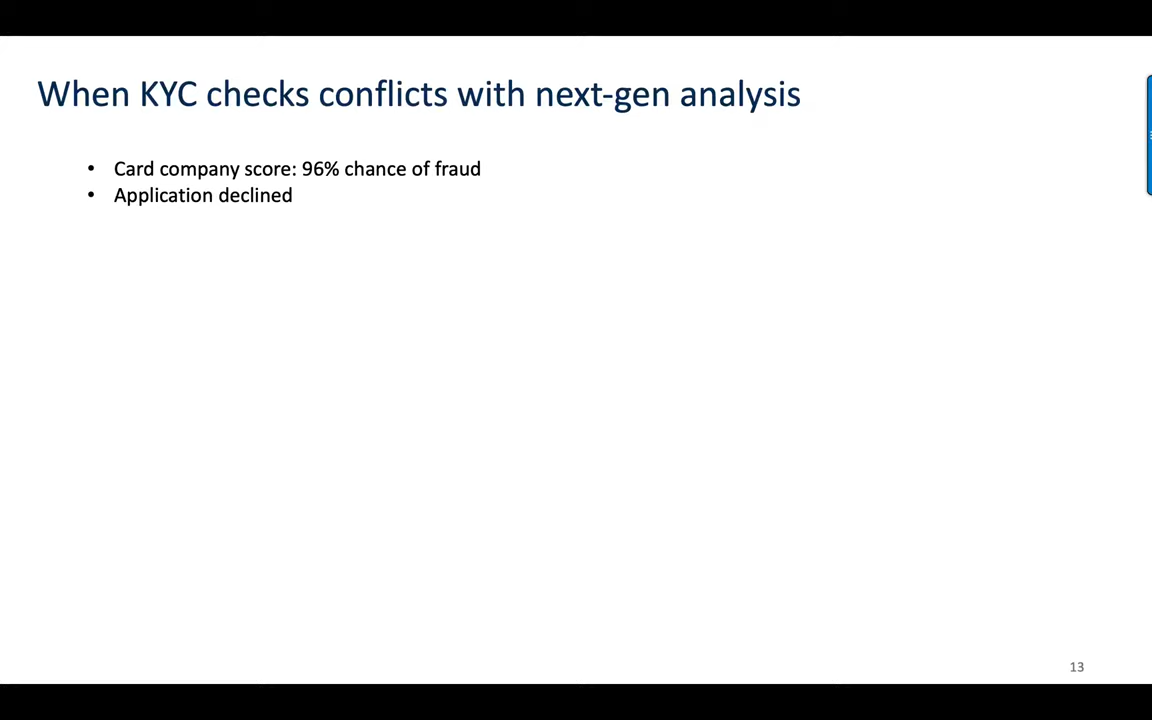 When KYC checks conflicts with next-gen analysis
• Card company score: 96% chance of fraud
• Application declined
13